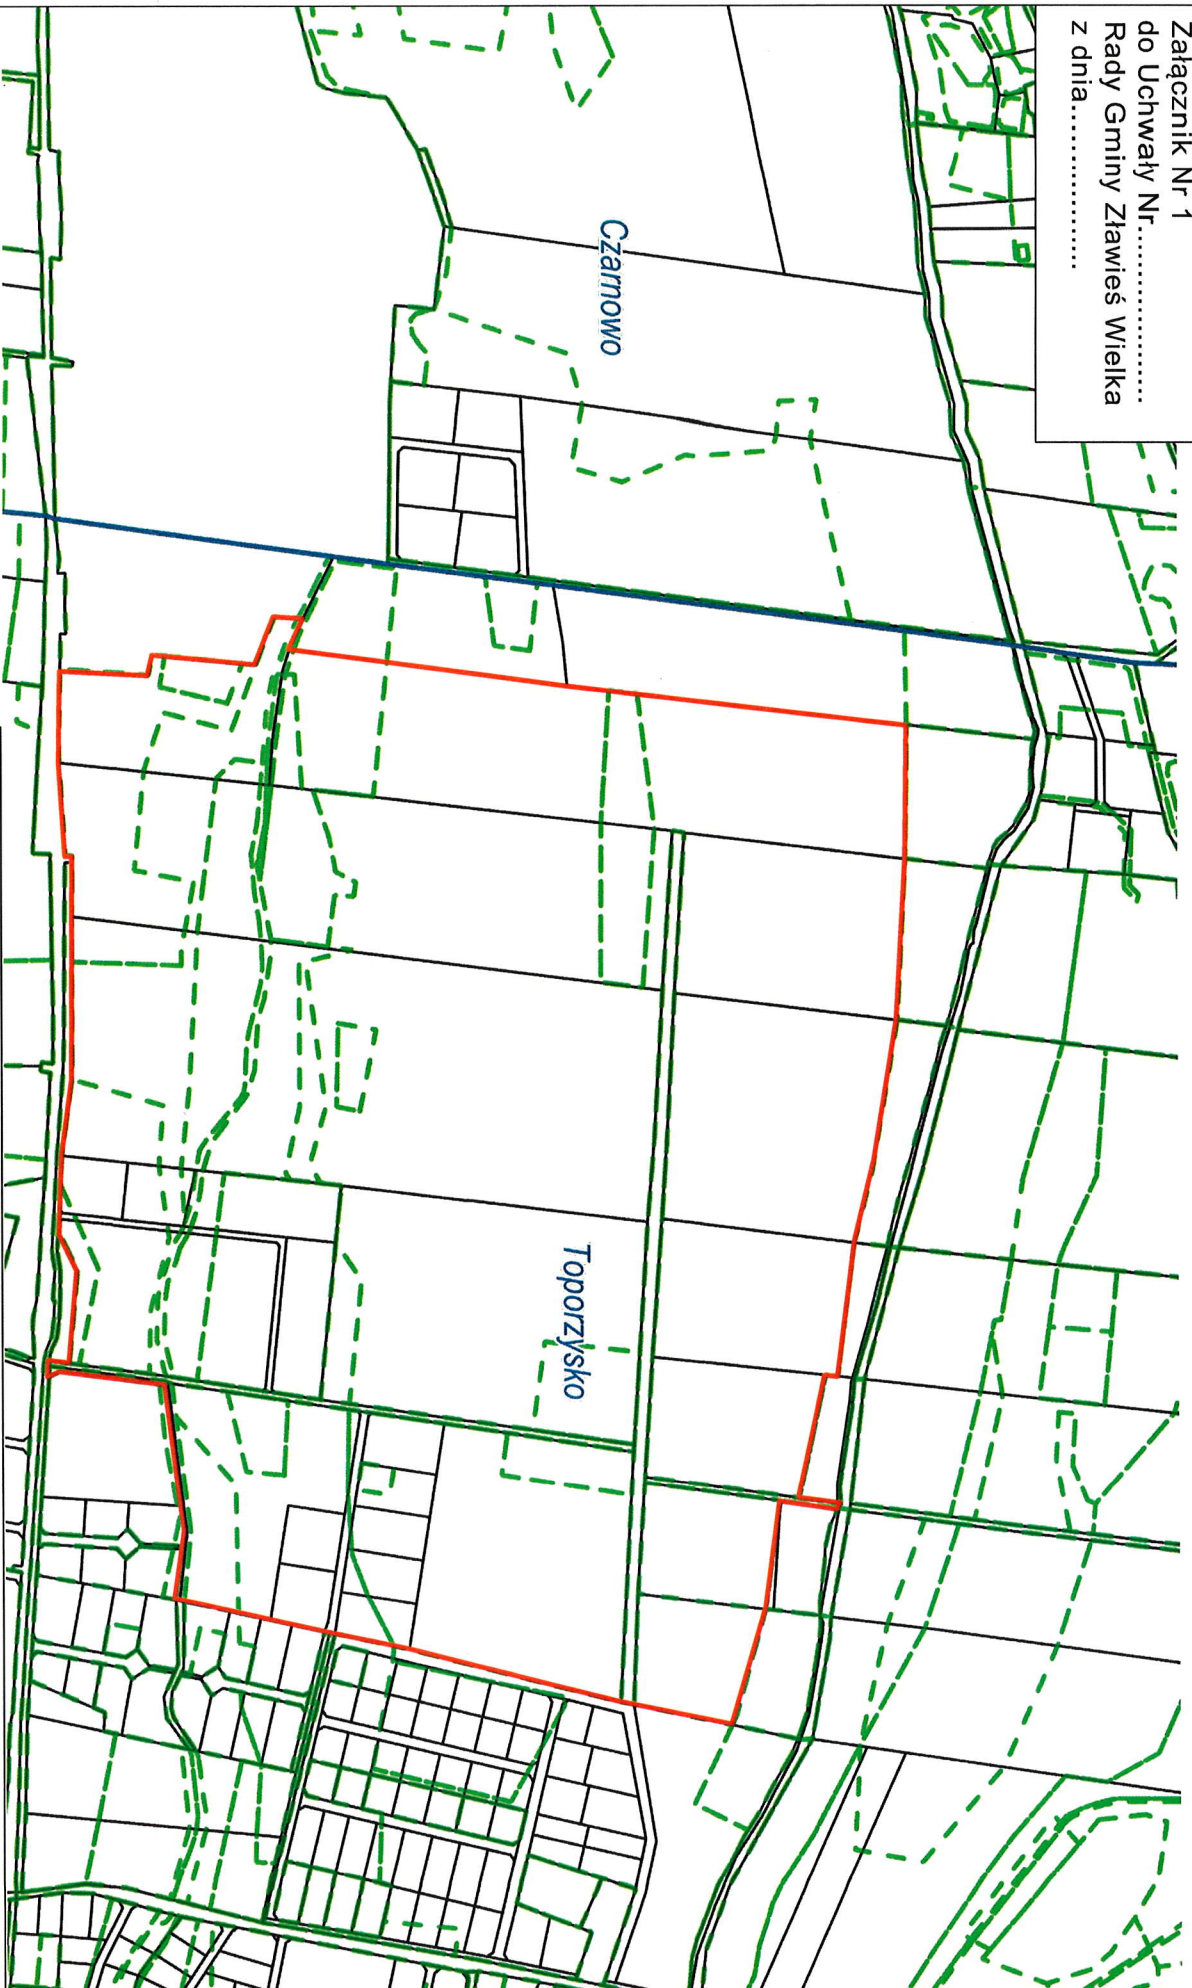 Załącznik Nr 1
do Uchwały Nr......................
Rady Gminy Zławieś Wielka
z dnia....................
Czarnowo
Toporzysko